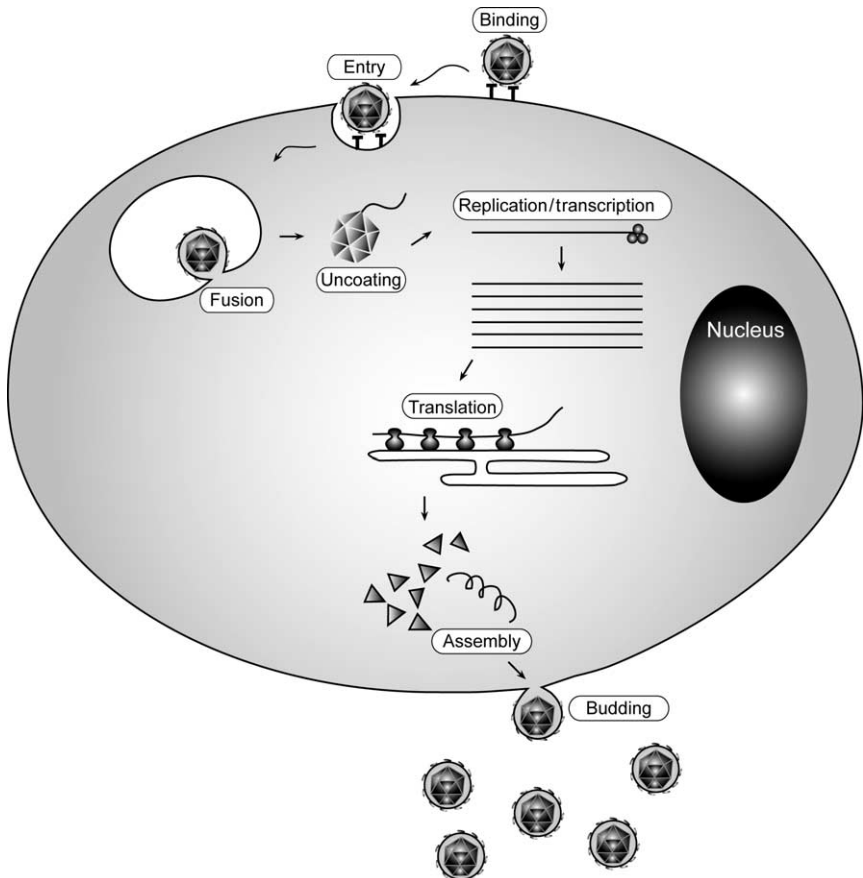 Binding
Entry
Replication/transcription
Uncoating
Fusion
Nucleus
Translation
Assembly
Budding